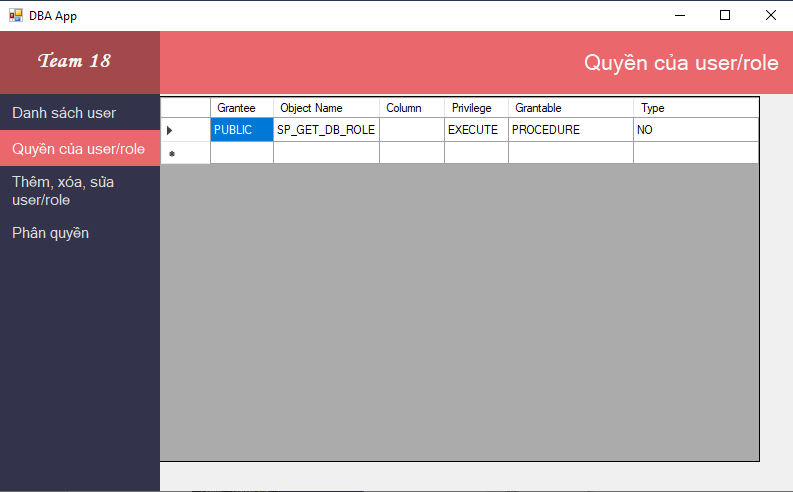 DBA App
Team 18
Quyền của user/role
Danh sách user
Quyền của user/role
Thêm, xóa, sửa
user/role
Phân quyền
Grantee Object Name Column Privilege Grantable Type
PUBLIC SP_GET_DB_ROLE EXECUTE PROCEDURE NO